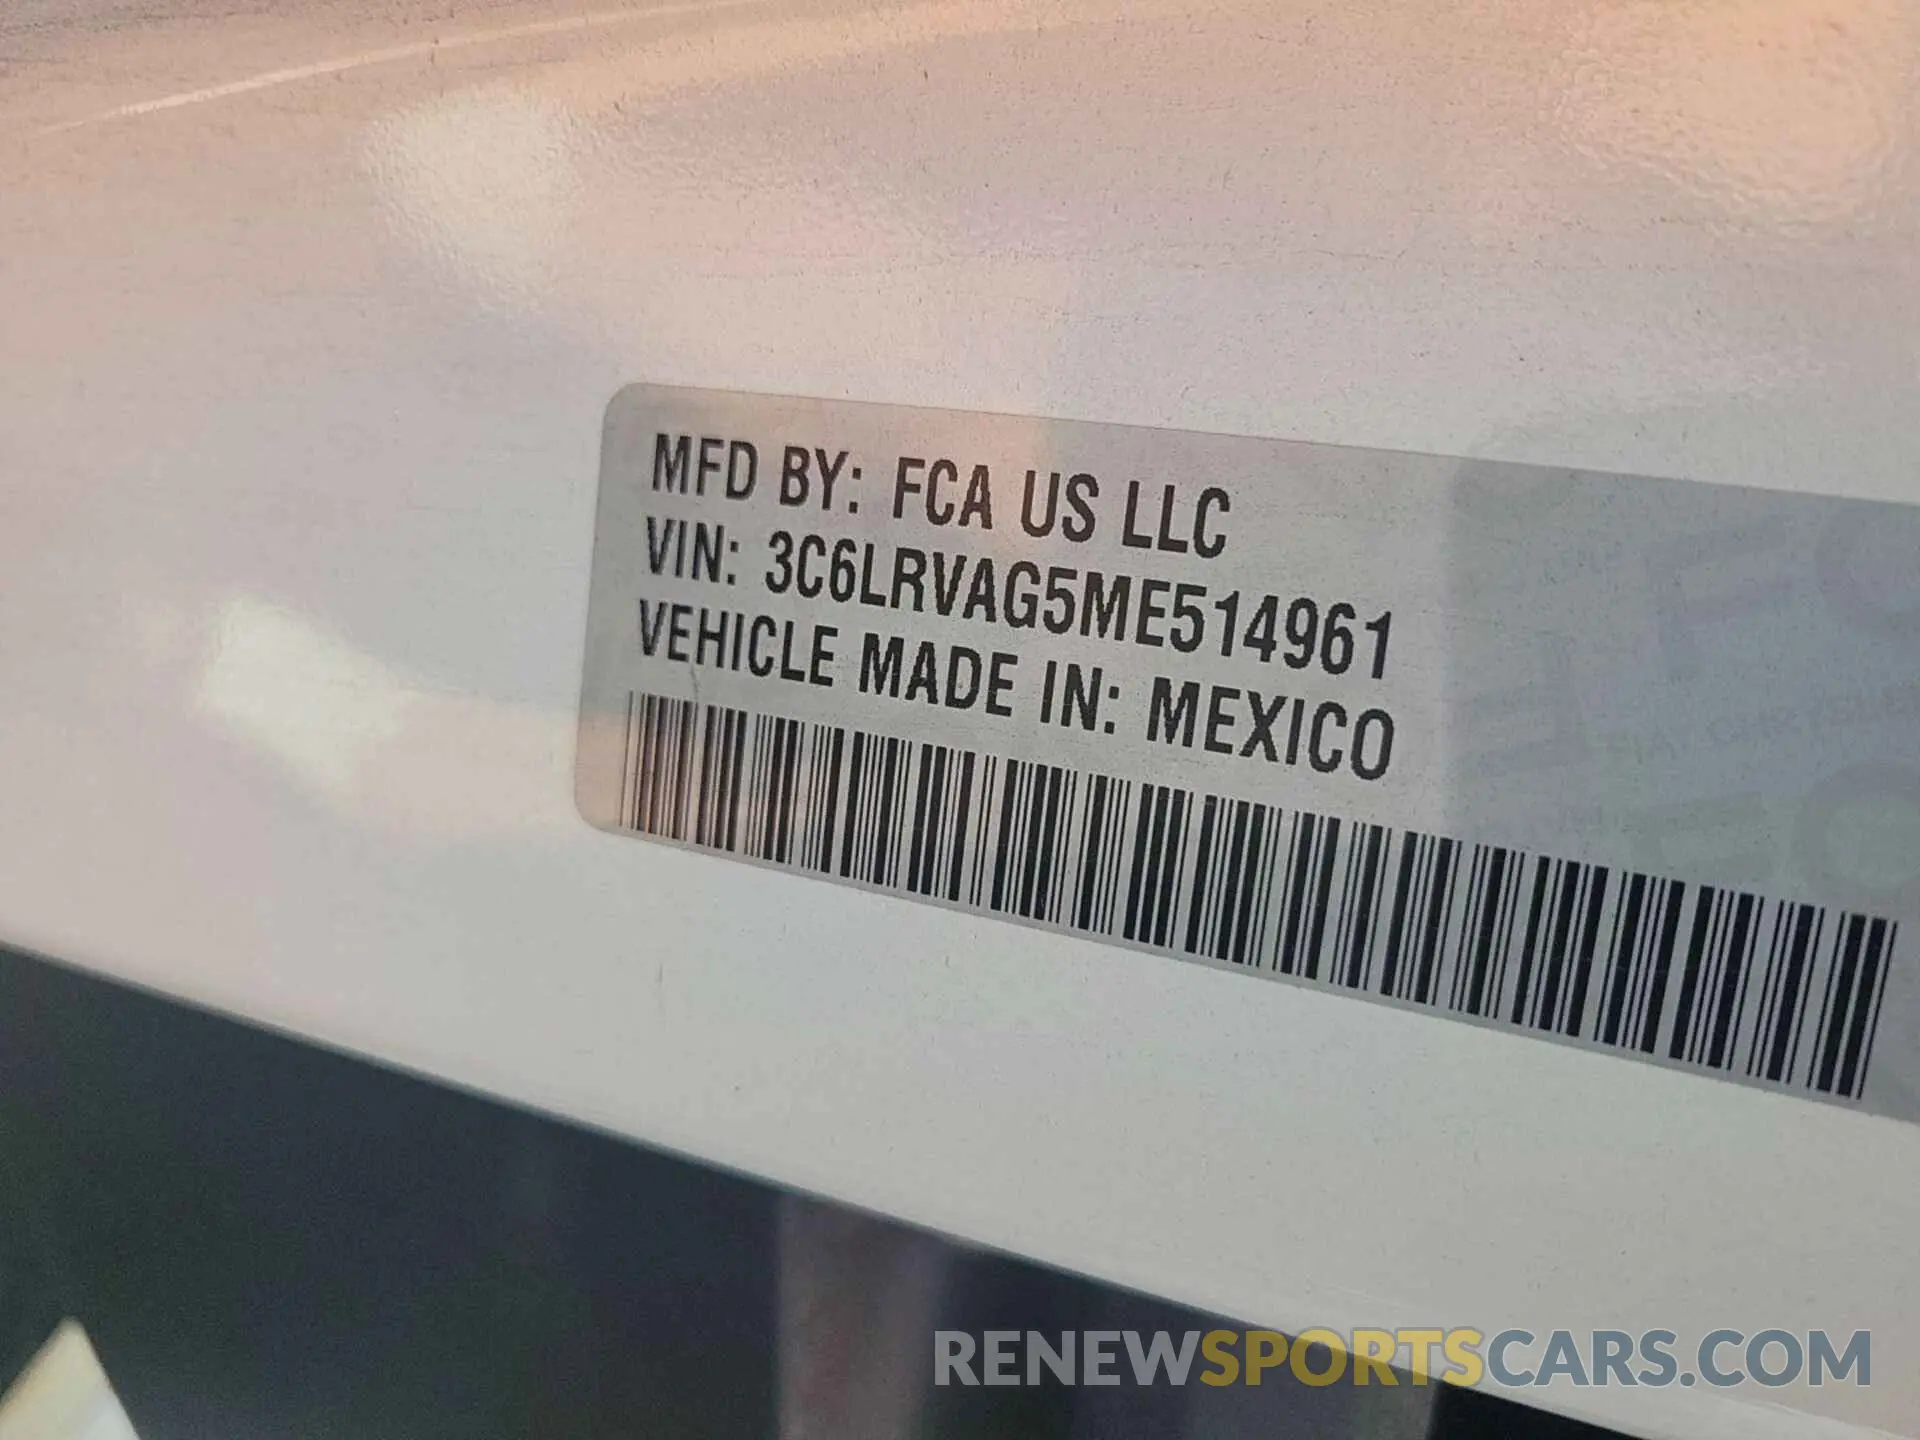 MFD BY: FCA US LLC
VIN: 3C6LRVAG5ME514961
VEHICLE MADE IN: MEXICO
RENEWSPORTSCARS.COM